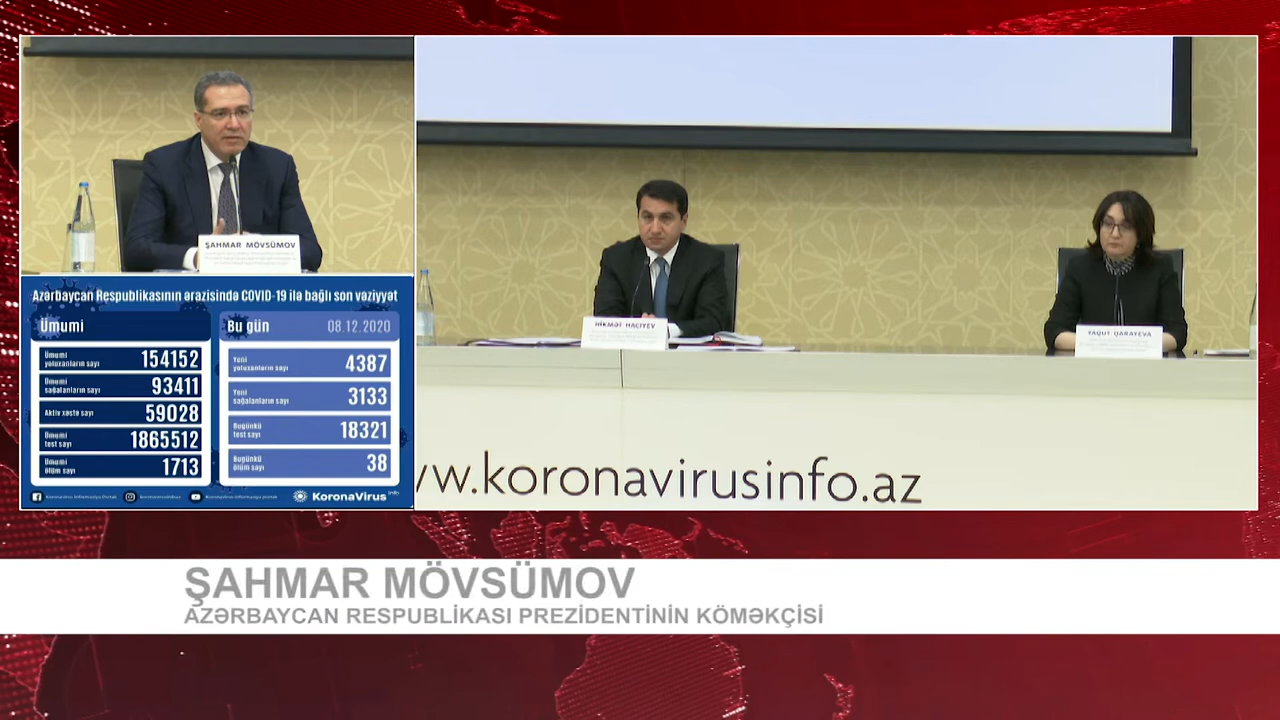 ŞAHMAR MÖVSÜMOV
Azərbaycan Respublikasının ərazisində COVID-19 ilə bağlı son vəziyyət
Ümumi
Ümumi
yoluxanların sayı
154152
Ümumi
sağalanların sayı
93411
Aktiv xəstə sayı
59028
Ümumi
test sayı
1865512
Ümumi
ölüm sayı
1713
Bu gün 08.12.2020
Yeni
yoluxanların sayı
4387
Yeni
sağalanların sayı
3133
Bugünkü
test sayı
18321
Bugünkü
ölüm sayı
38
KoronaVirus info
HİKMƏT HACIYEV
YAQUT QARAYEVA
w.koronavirusinfo.az
ŞAHMAR MÖVSÜMOV
AZƏRBAYCAN RESPUBLİKASI PREZİDENTİNİN KÖMƏKÇİSİ